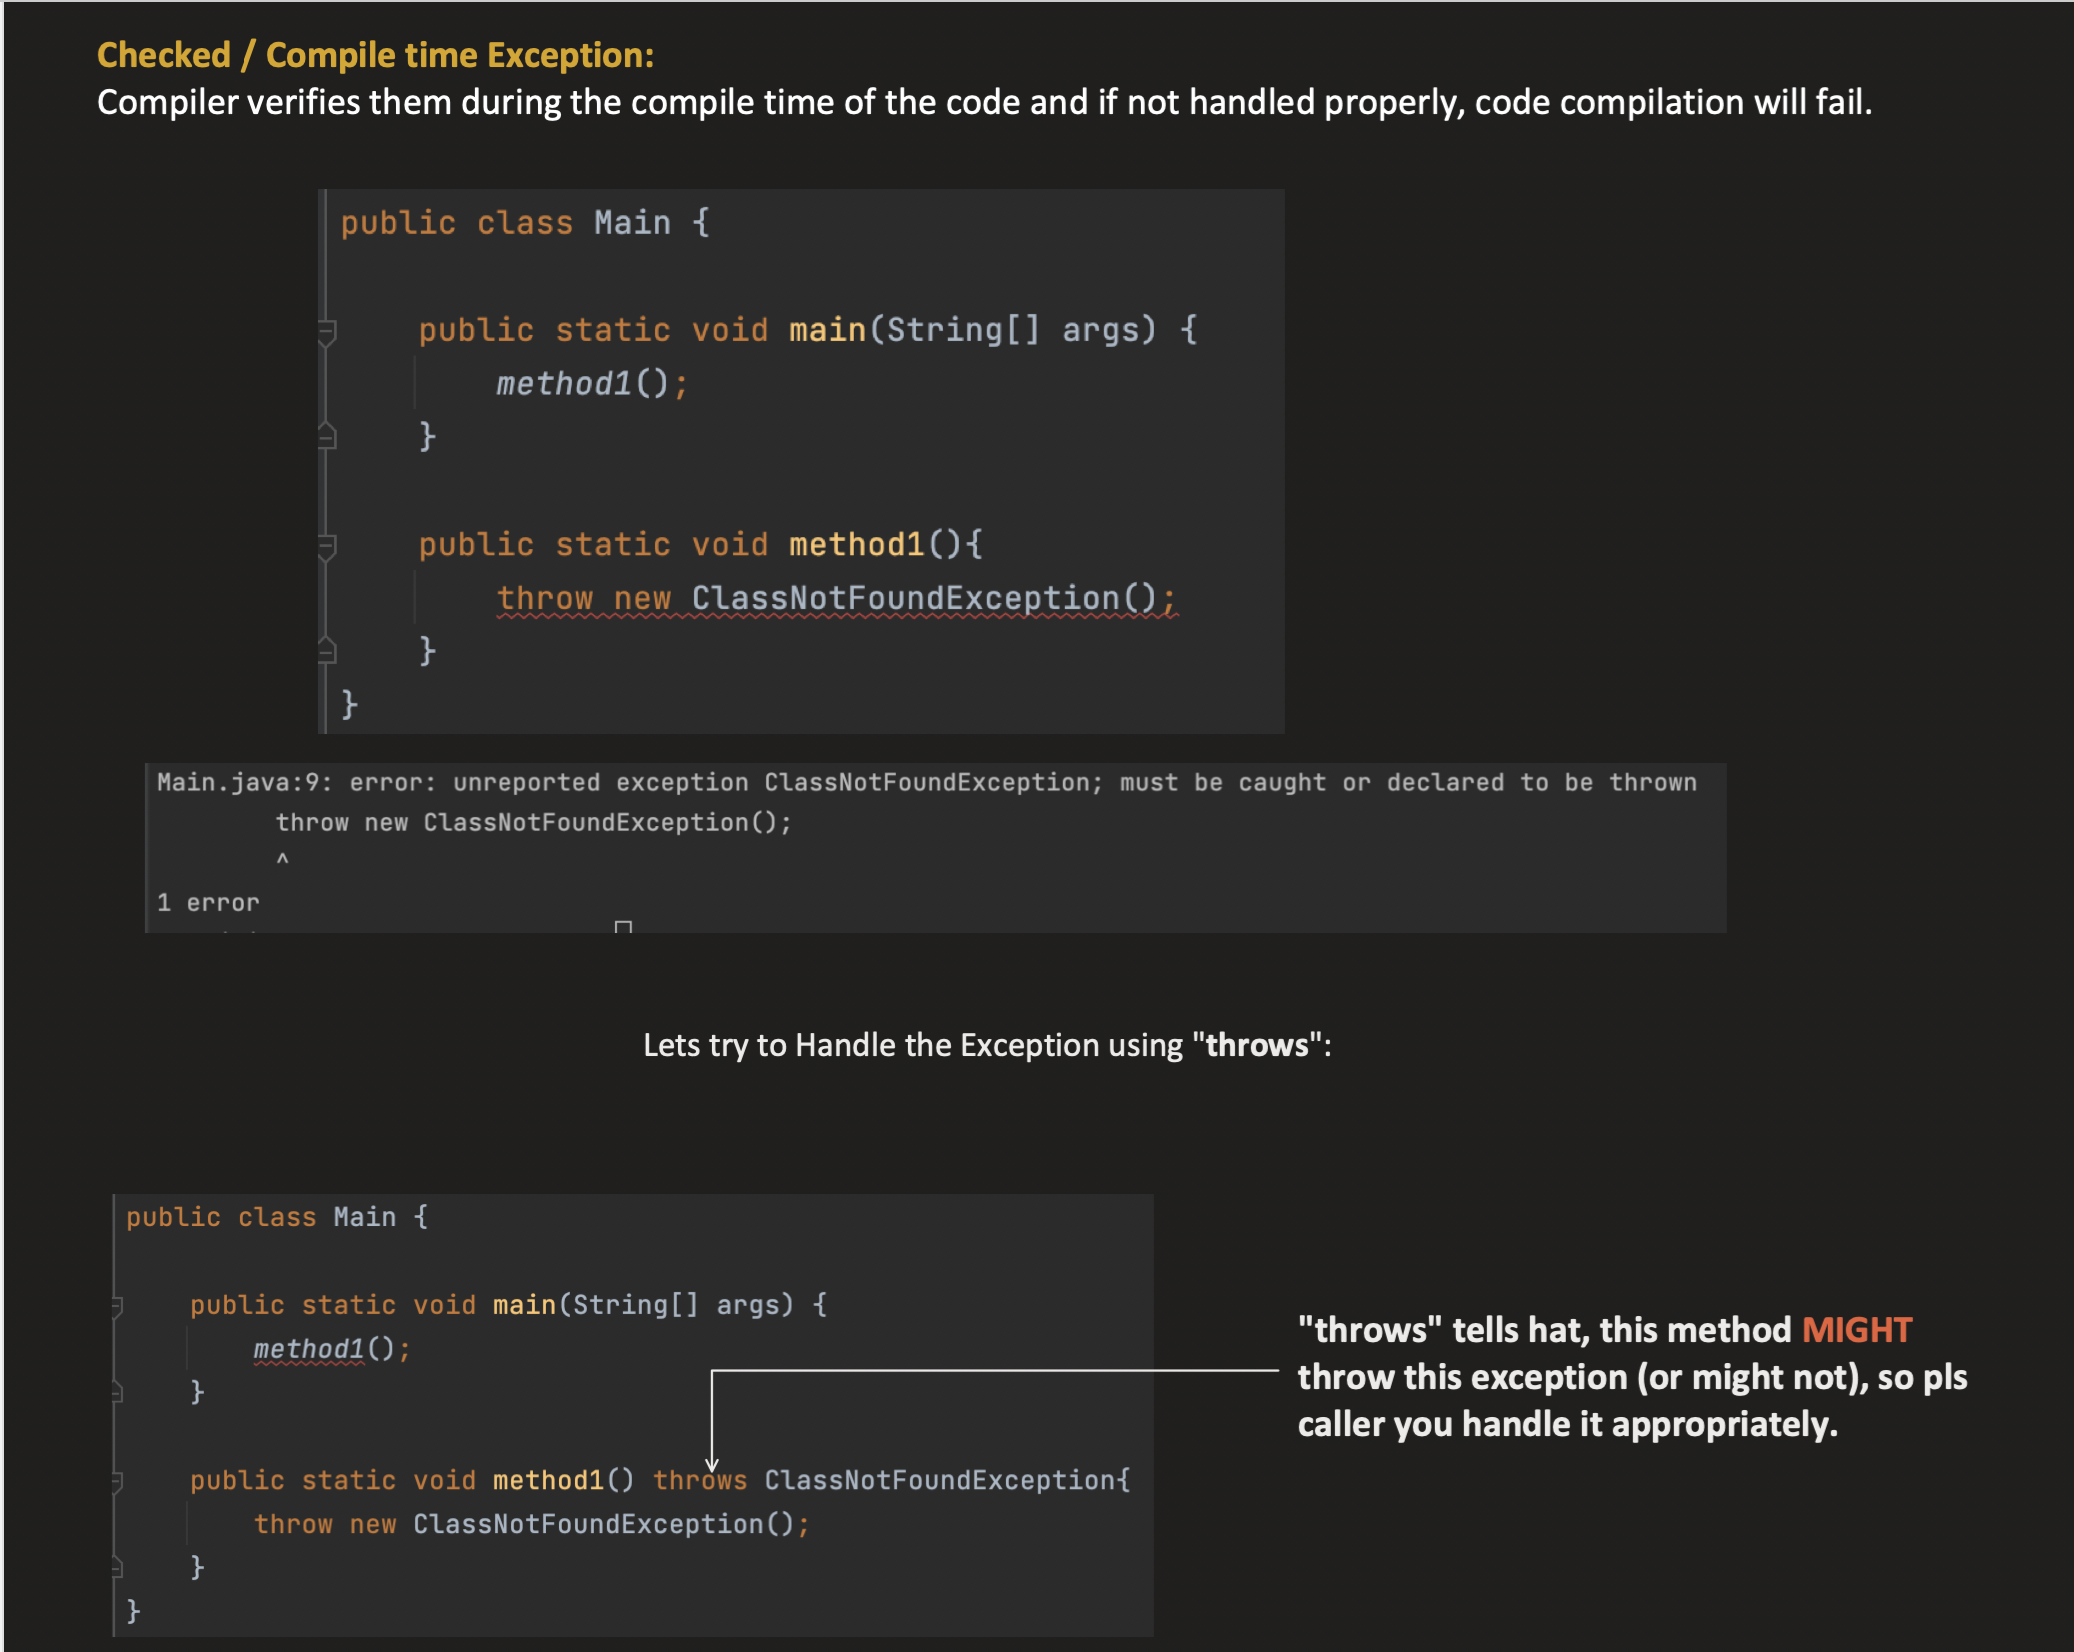 Checked / Compile time Exception:
Compiler verifies them during the compile time of the code and if not handled properly, code compilation will fail.
public class Main {
public static void main(String[] args) {
method1();
}
public static void method1(){
throw new ClassNotFoundException();
}
}
Main.java:9: error: unreported exception ClassNotFoundException; must be caught or declared to be thrown
throw new ClassNotFoundException();
^
1 error
Lets try to Handle the Exception using "throws":
public class Main {
public static void main(String[] args) {
method1();
}
public static void method1() throws ClassNotFoundException{
throw new ClassNotFoundException();
}
}
"throws" tells hat, this method MIGHT
throw this exception (or might not), so pls
caller you handle it appropriately.